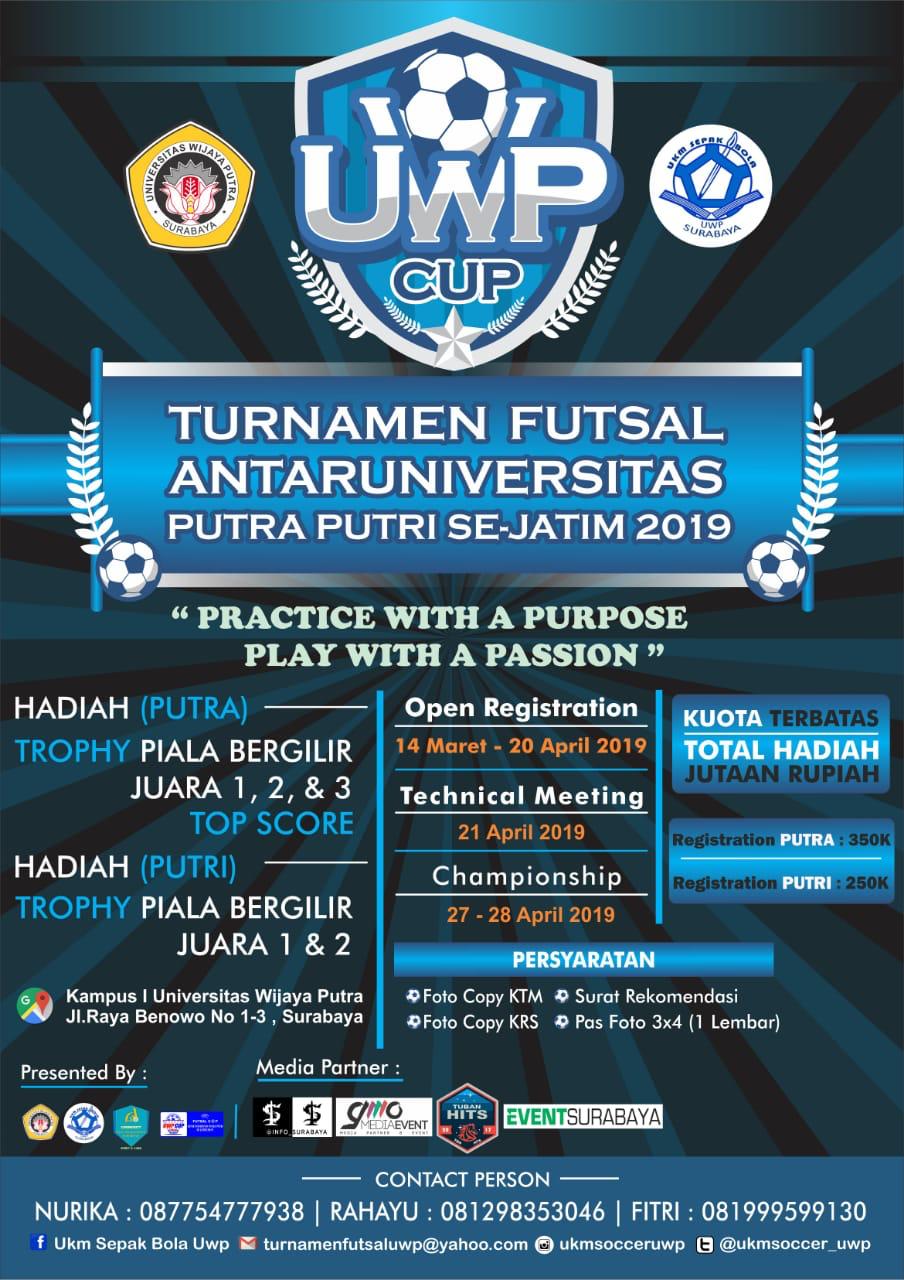 UWP
CUP
UNIVERSITAS WIJAYA PUTRA
SURABAYA
UKM SEPAK BOLA
UWP
SURABAYA
TURNAMEN FUTSAL
ANTARUNIVERSITAS
PUTRA PUTRI SE-JATIM 2019
“ PRACTICE WITH A PURPOSE
PLAY WITH A PASSION ”
HADIAH (PUTRA)
TROPHY PIALA BERGILIR
JUARA 1, 2, & 3
TOP SCORE
HADIAH (PUTRI)
TROPHY PIALA BERGILIR
JUARA 1 & 2
Kampus I Universitas Wijaya Putra
Jl.Raya Benowo No 1-3 , Surabaya
Open Registration
14 Maret - 20 April 2019
Technical Meeting
21 April 2019
Championship
27 - 28 April 2019
KUOTA TERBATAS
TOTAL HADIAH
JUTAAN RUPIAH
Registration PUTRA : 350K
Registration PUTRI : 250K
PERSYARATAN
Foto Copy KTM
Surat Rekomendasi
Foto Copy KRS
Pas Foto 3x4 (1 Lembar)
Presented By :
Media Partner :
UWP CUP
@INFO_SURABAYA
gmo
MEDIAEVENT
MEDIA PARTNER & EVENT
TUBAN
HITS
EVENTSURABAYA
CONTACT PERSON
NURIKA : 087754777938 | RAHAYU : 081298353046 | FITRI : 081999599130
Ukm Sepak Bola Uwp turnamenfutsaluwp@yahoo.com ukmsocceruwp @ukmsoccer_uwp